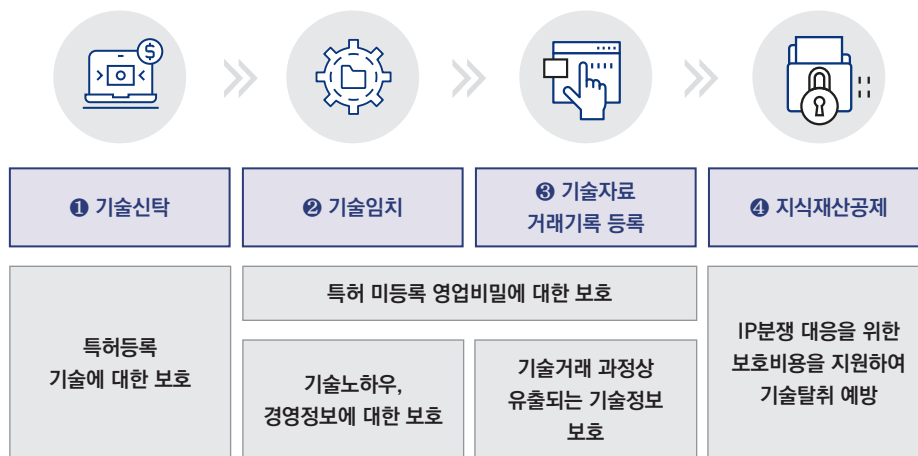 ❶ 기술신탁
❷ 기술임치
❸ 기술자료
거래기록 등록
❹ 지식재산공제
특허등록
기술에 대한 보호
특허 미등록 영업비밀에 대한 보호
기술노하우,
경영정보에 대한 보호
기술거래 과정상
유출되는 기술정보
보호
IP분쟁 대응을 위한
보호비용을 지원하여
기술탈취 예방